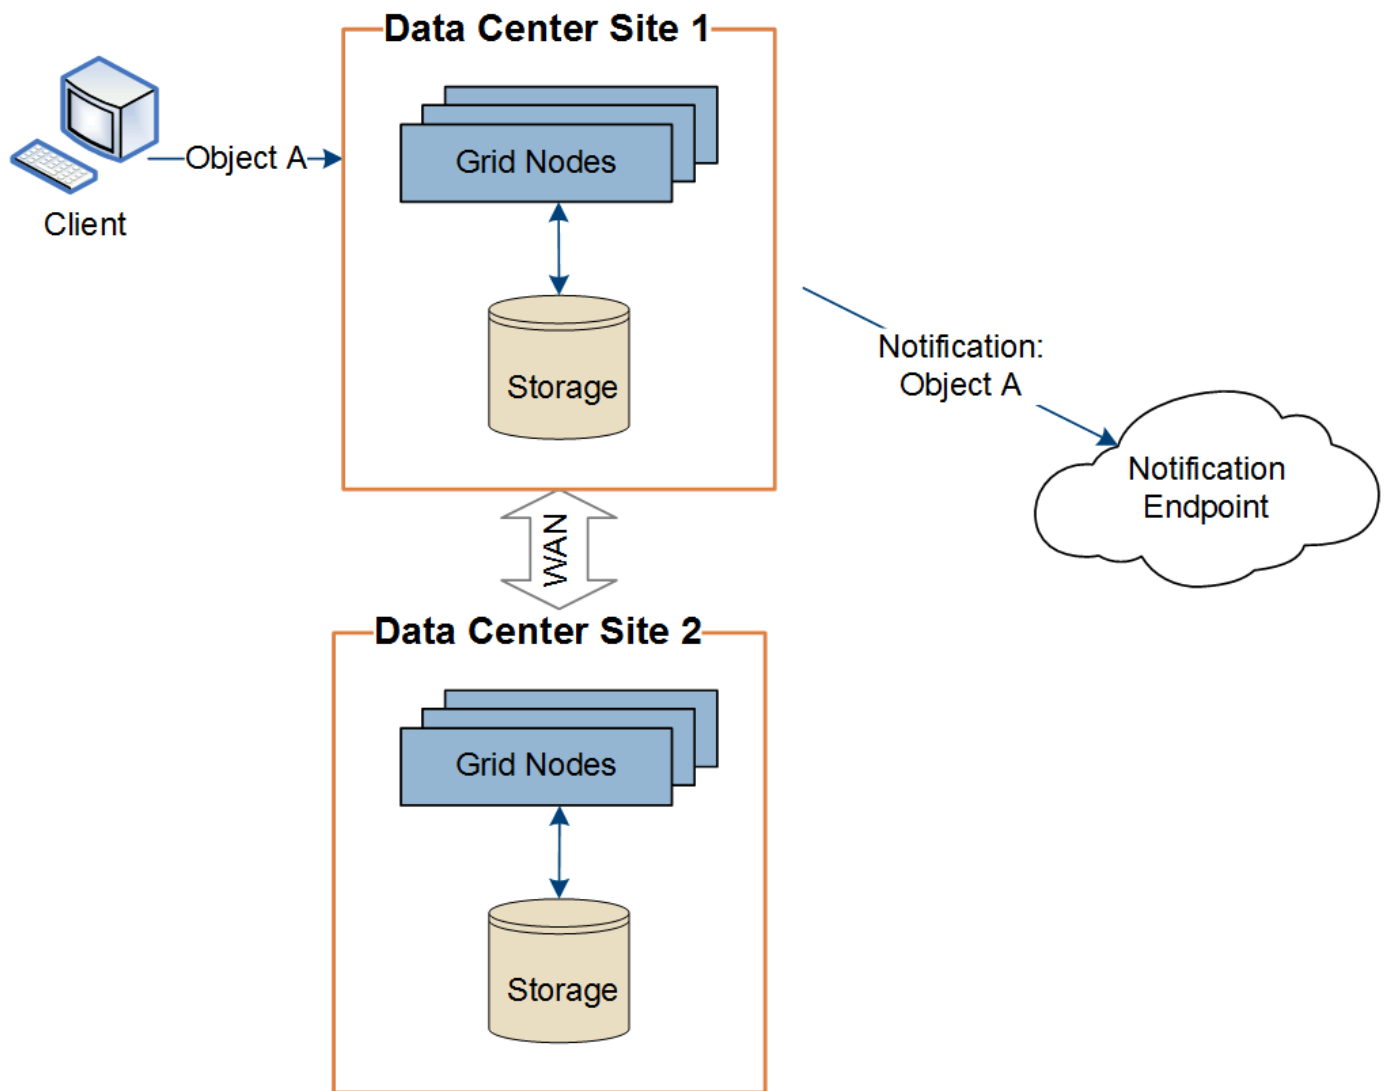 Data Center Site 1
Client
Object A
Grid Nodes
Storage
Notification:
Object A
Notification
Endpoint
WAN
Data Center Site 2
Grid Nodes
Storage